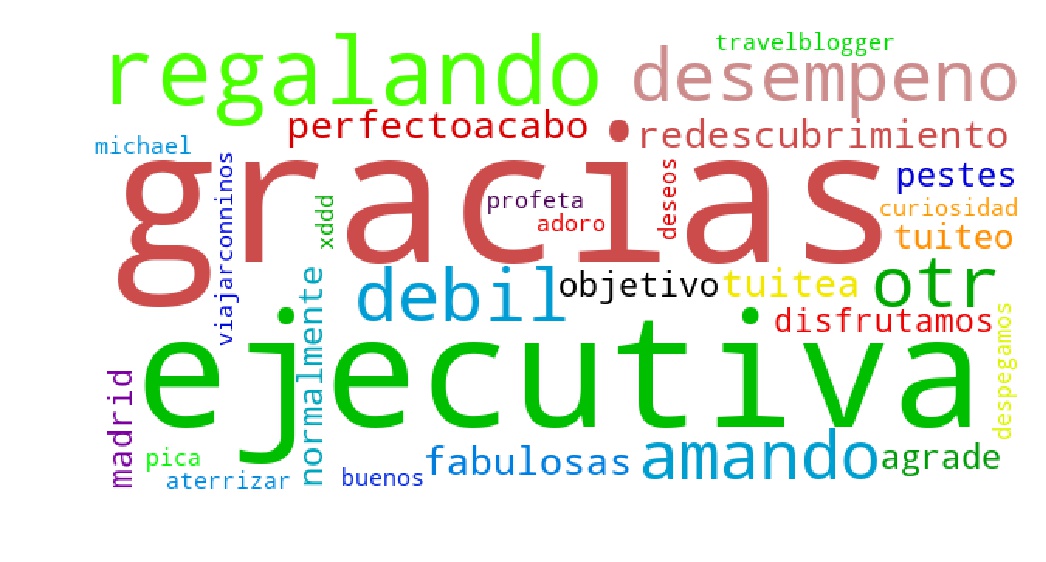 travelblogger
regalando
desempeno
perfectoacabo
redescubrimiento
michael
gracias
viajarconninos
xddd
profeta
adoro
deseos
pestes
curiosidad
tuiteo
debil
objetivo
tuitea
otr
normalmente
disfrutamos
despegamos
ejecutiva
madrid
pica
aterrizar
buenos
fabulosas
amando
agrade